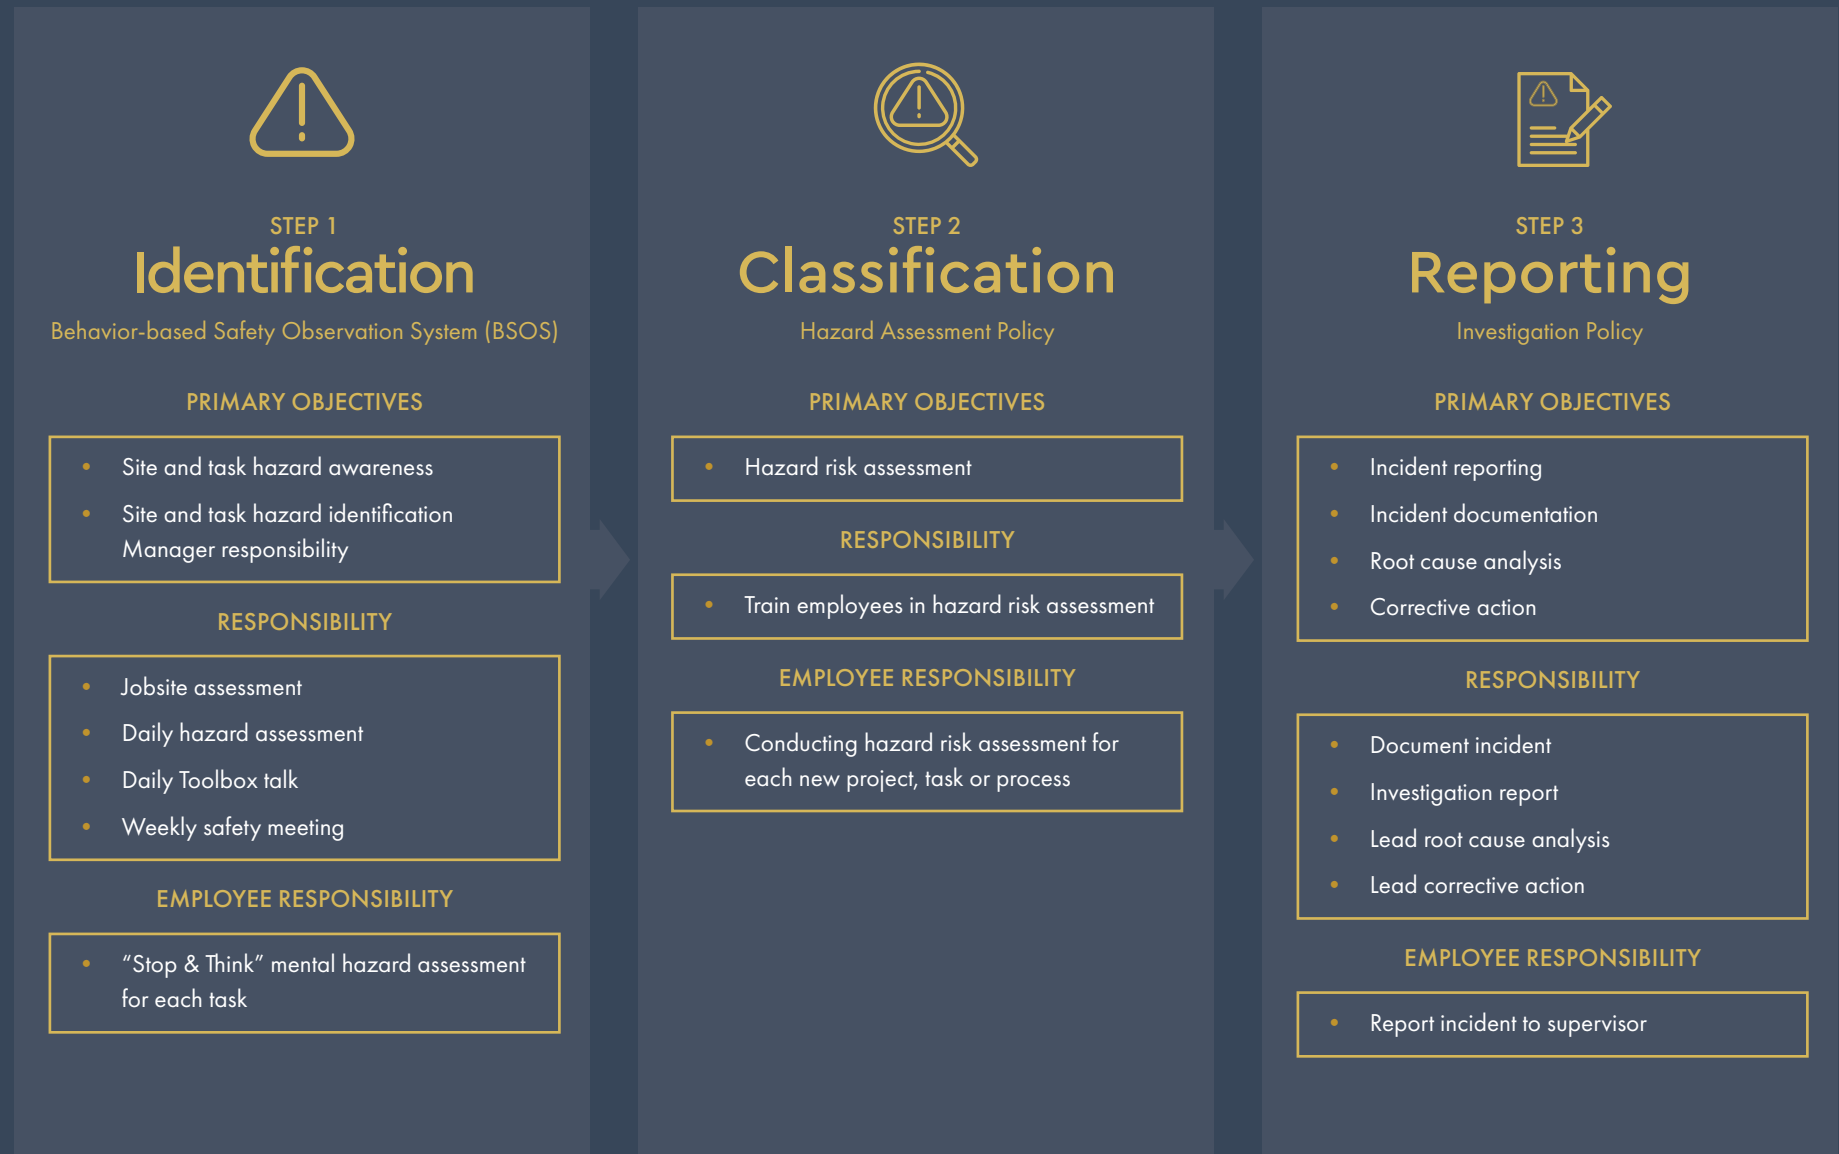 STEP 1
Identification
Behavior-based Safety Observation System (BSOS)
PRIMARY OBJECTIVES
• Site and task hazard awareness
• Site and task hazard identification
Manager responsibility
RESPONSIBILITY
• Jobsite assessment
• Daily hazard assessment
• Daily Toolbox talk
• Weekly safety meeting
EMPLOYEE RESPONSIBILITY
• “Stop & Think” mental hazard assessment
for each task
STEP 2
Classification
Hazard Assessment Policy
PRIMARY OBJECTIVES
• Hazard risk assessment
RESPONSIBILITY
• Train employees in hazard risk assessment
EMPLOYEE RESPONSIBILITY
• Conducting hazard risk assessment for
each new project, task or process
STEP 3
Reporting
Investigation Policy
PRIMARY OBJECTIVES
• Incident reporting
• Incident documentation
• Root cause analysis
• Corrective action
RESPONSIBILITY
• Document incident
• Investigation report
• Lead root cause analysis
• Lead corrective action
EMPLOYEE RESPONSIBILITY
• Report incident to supervisor